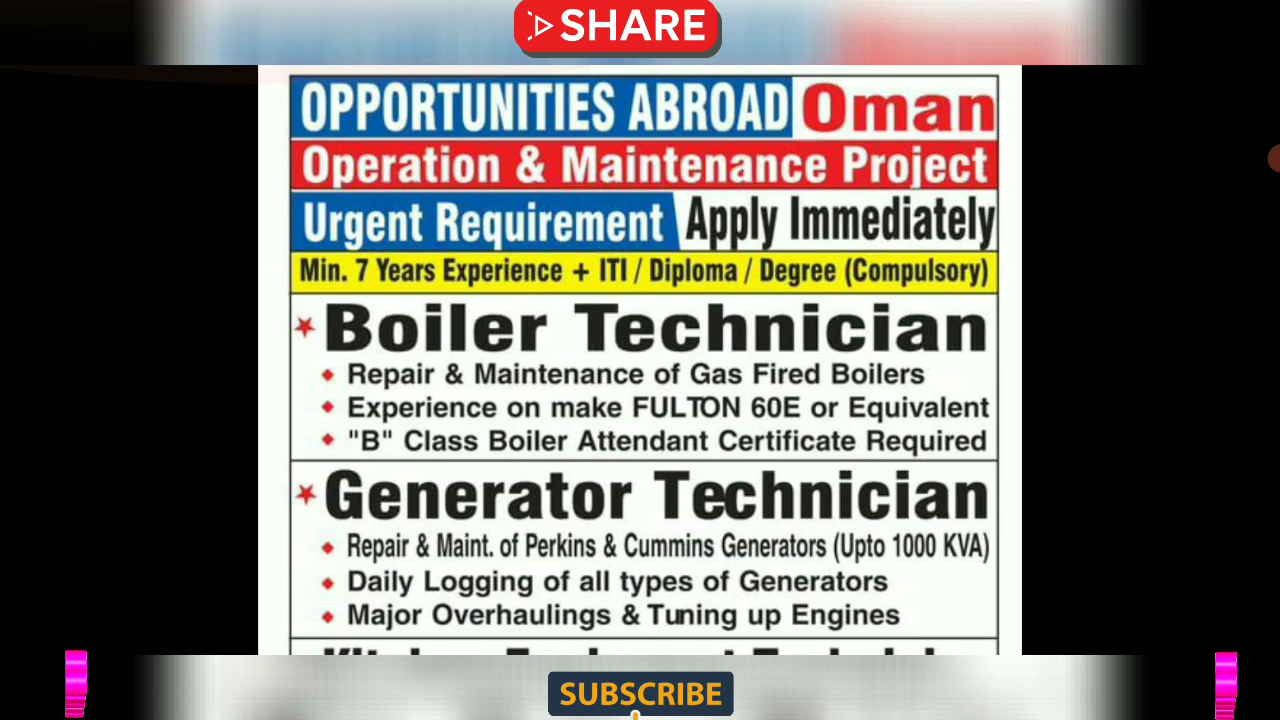 SHARE
OPPORTUNITIES ABROAD Oman
Operation & Maintenance Project
Urgent Requirement Apply Immediately
Min. 7 Years Experience + ITI / Diploma / Degree (Compulsory)
Boiler Technician
Repair & Maintenance of Gas Fired Boilers
Experience on make FULTON 60E or Equivalent
"B" Class Boiler Attendant Certificate Required
Generator Technician
Repair & Maint. of Perkins & Cummins Generators (Upto 1000 KVA)
Daily Logging of all types of Generators
Major Overhaulings & Tuning up Engines
SUBSCRIBE